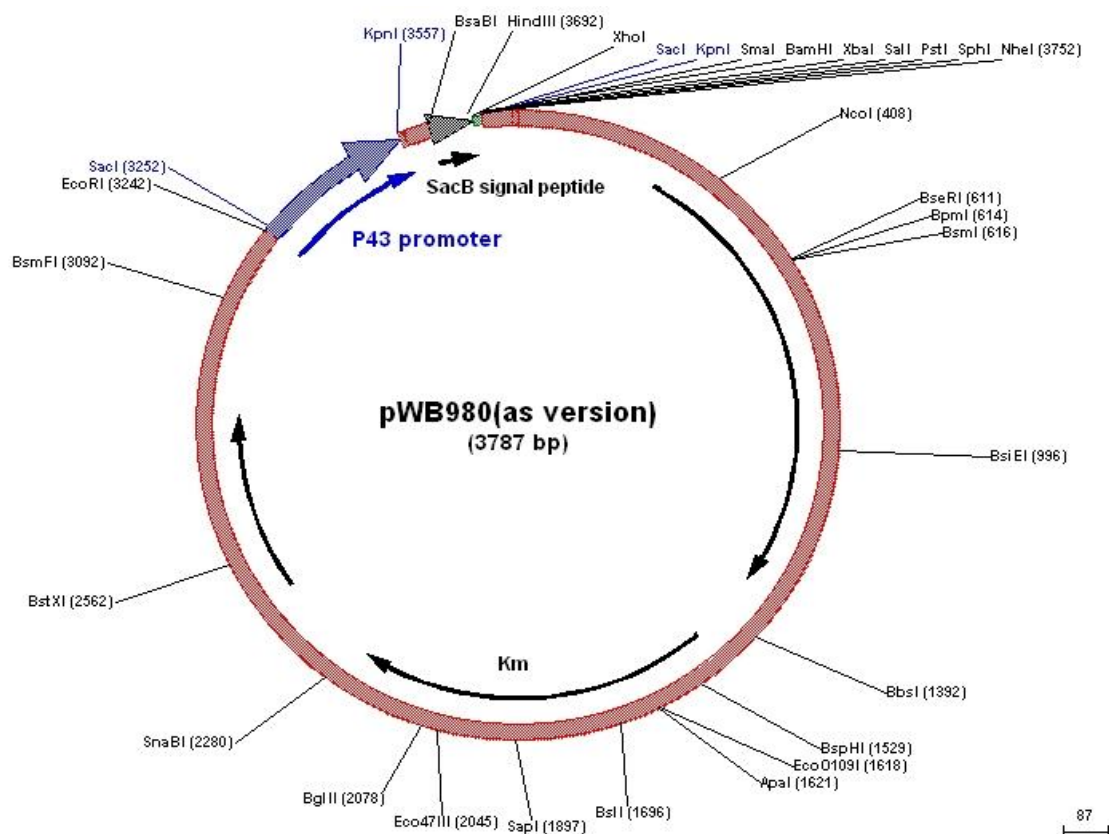 BsaBI
HindIII (3692)
KpnI (3557)
XhoI
SacI KpnI SmaI BamHI XbaI SalI PstI SphI NheI (3752)
NcoI (408)
SacI (3252)
EcoRI (3242)
SacB signal peptide
P43 promoter
BseRI (611)
BpmI (614)
BsmI (616)
BsmFI (3092)
pWB980(as version)
(3787 bp)
BsiEI (996)
BstXI (2562)
Km
BbsI (1392)
SnaBI (2280)
BspHI (1529)
EcoO109I (1618)
ApaI (1621)
BglII (2078)
BslI (1696)
Eco47III (2045)
SapI (1897)
87